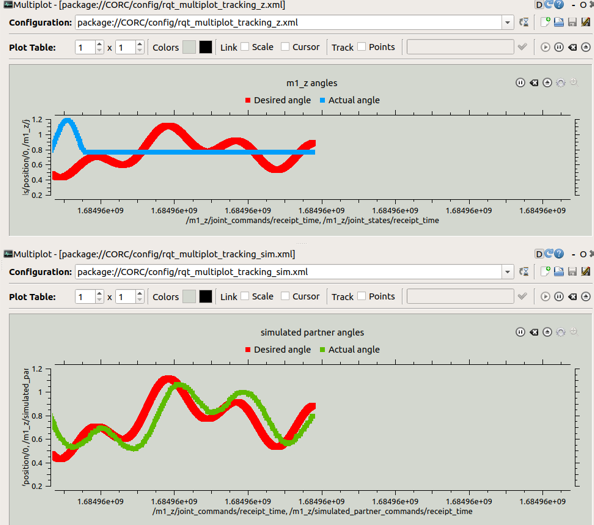 Multiplot - [package://CORC/config/rqt_multiplot_tracking_z.xml]
D
Configuration: package://CORC/config/rqt_multiplot_tracking_z.xml
Plot Table: 1 x 1 Colors Link Scale Cursor Track Points
m1_z angles
Desired angle Actual angle
1.2
1
0.8
0.6
0.4
0.2
is/position/0, /m1_z/j
1.68496e+09 1.68496e+09 1.68496e+09 1.68496e+09 1.68496e+09 1.68496e+09 1.68496e+09
/m1_z/joint_commands/receipt_time, /m1_z/joint_states/receipt_time
Multiplot - [package://CORC/config/rqt_multiplot_tracking_sim.xml]
D
Configuration: package://CORC/config/rqt_multiplot_tracking_sim.xml
Plot Table: 1 x 1 Colors Link Scale Cursor Track Points
simulated partner angles
Desired angle Actual angle
1.2
1
0.8
0.6
0.4
0.2
/position/0, /m1_z/simulated_pa
1.68496e+09 1.68496e+09 1.68496e+09 1.68496e+09 1.68496e+09 1.68496e+09 1.68496e+09
/m1_z/joint_commands/receipt_time, /m1_z/simulated_partner_commands/receipt_time